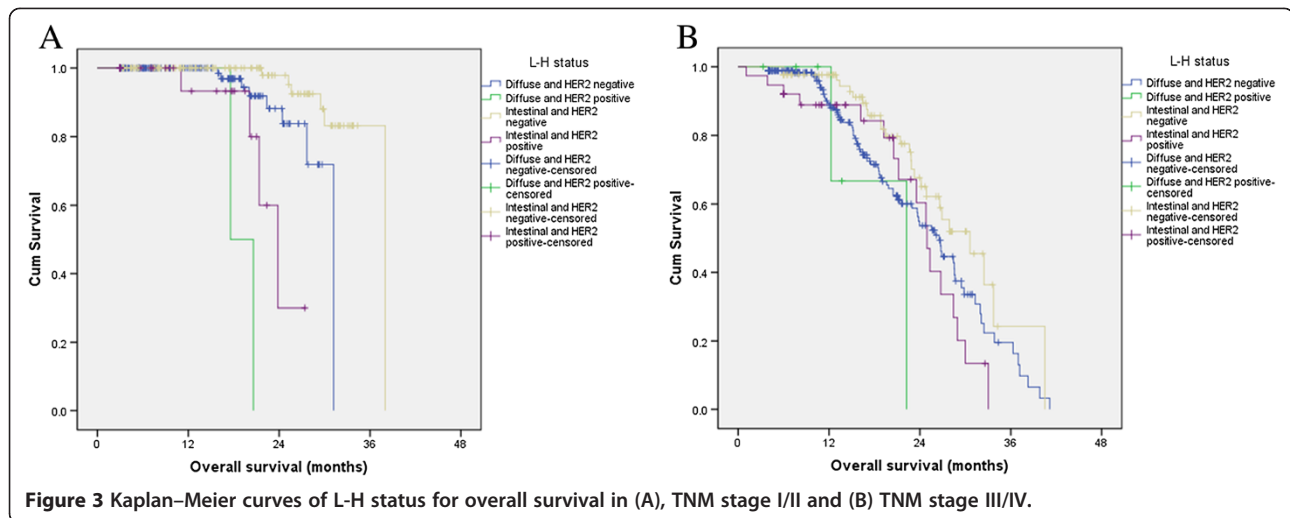 A
L-H status
Diffuse and HER2 negative
Diffuse and HER2 positive
Intestinal and HER2
negative
Intestinal and HER2
positive
Diffuse and HER2
negative-censored
Diffuse and HER2 positive-
censored
Intestinal and HER2
negative-censored
Intestinal and HER2
positive-censored
Cum Survival
1.0
0.8
0.6
0.4
0.2
0.0
0 12 24 36 48
Overall survival (months)
B
L-H status
Diffuse and HER2 negative
Diffuse and HER2 positive
Intestinal and HER2
negative
Intestinal and HER2
positive
Diffuse and HER2
negative-censored
Diffuse and HER2 positive-
censored
Intestinal and HER2
negative-censored
Intestinal and HER2
positive-censored
Cum Survival
1.0
0.8
0.6
0.4
0.2
0.0
0 12 24 36 48
Overall survival (months)
Figure 3 Kaplan–Meier curves of L-H status for overall survival in (A), TNM stage I/II and (B) TNM stage III/IV.